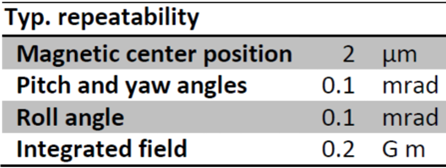 Typ. repeatability
Magnetic center position 2 µm
Pitch and yaw angles 0.1 mrad
Roll angle 0.1 mrad
Integrated field 0.2 G m